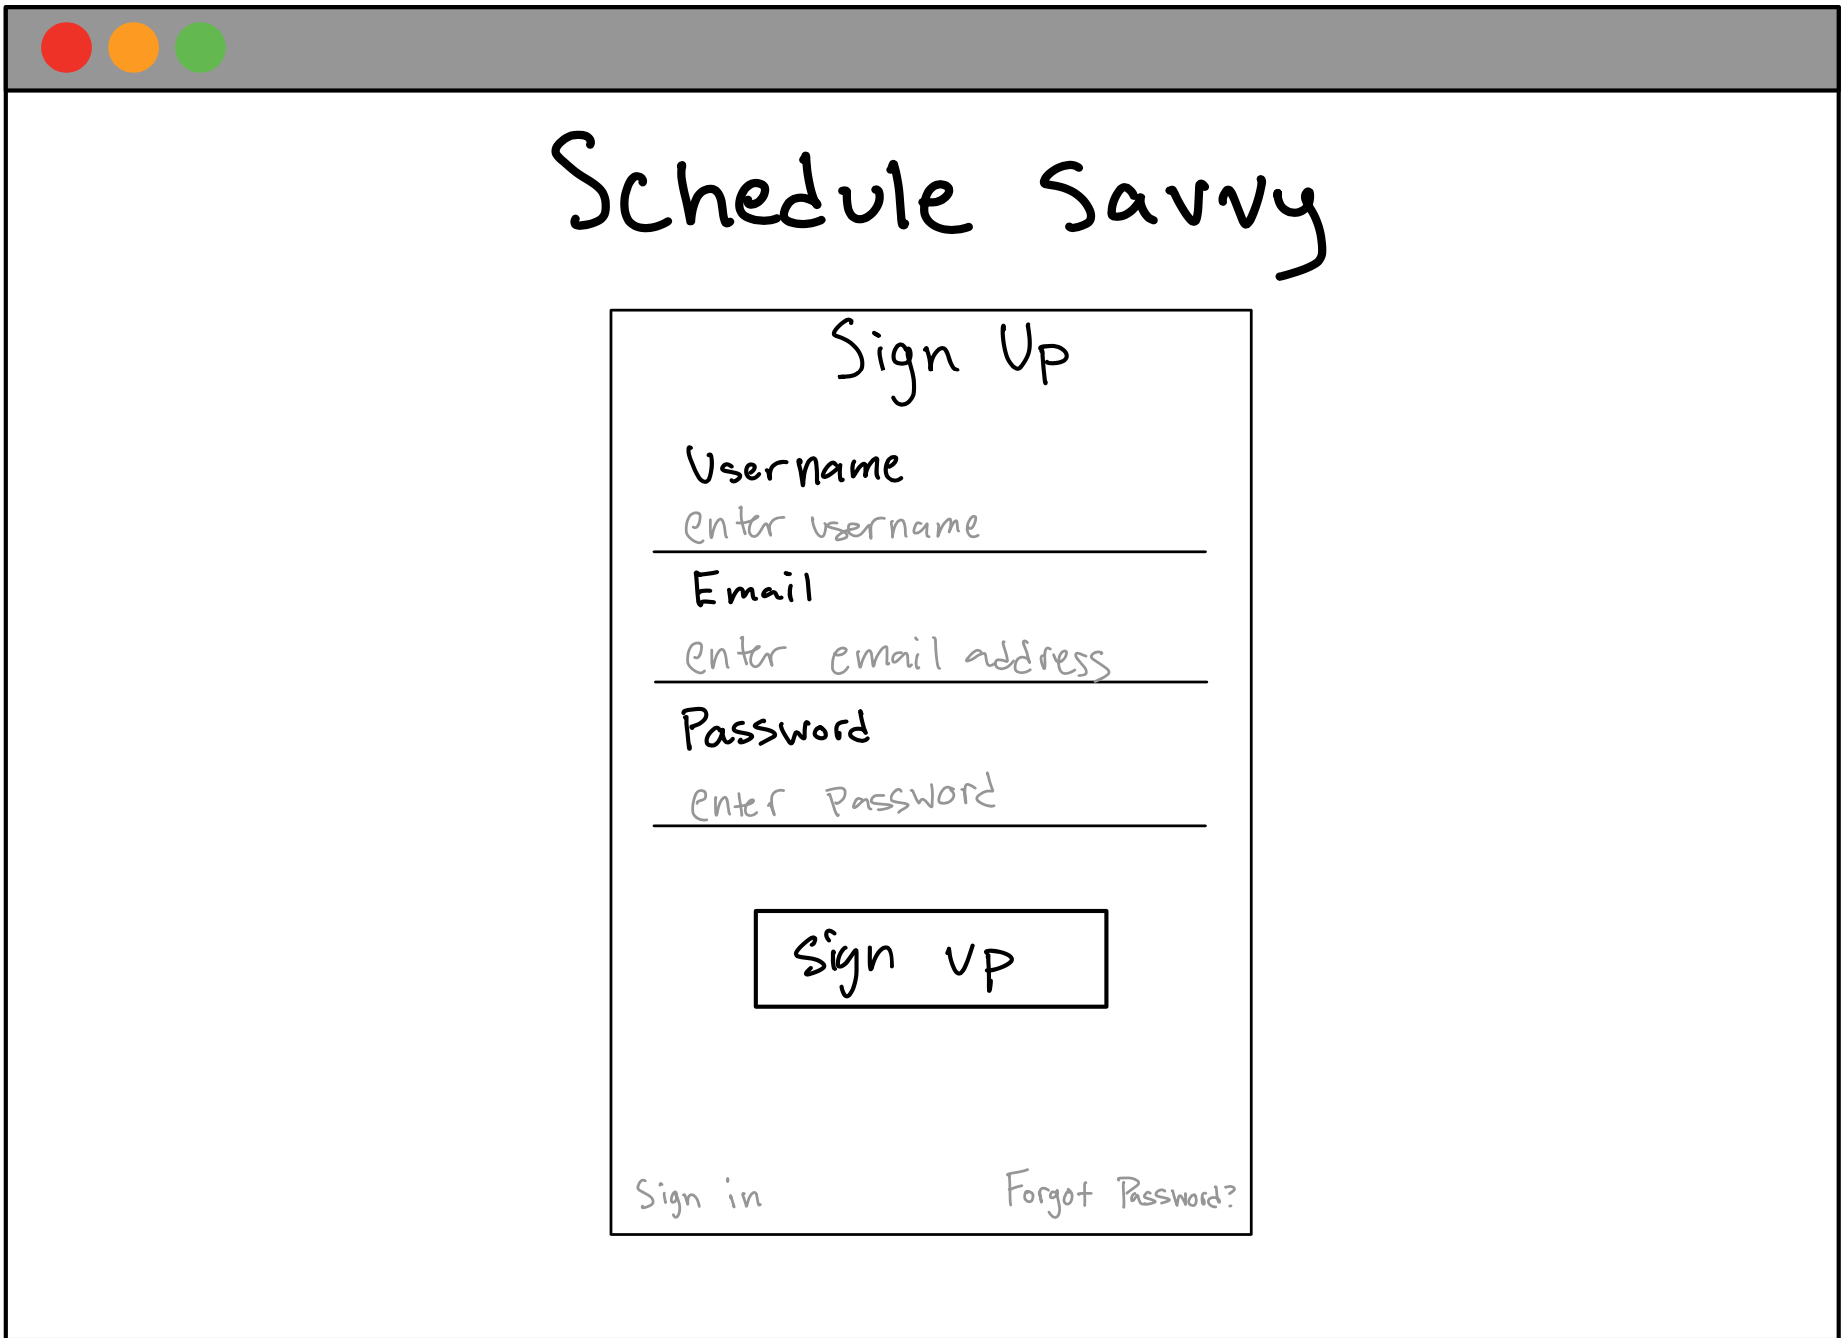 Schedule Savvy
Sign Up
Username
enter username
Email
enter email address
Password
enter password
Sign up
Sign in
Forgot Password?